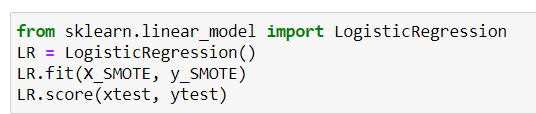 from sklearn.linear_model import LogisticRegression
LR = LogisticRegression()
LR.fit(X_SMOTE, y_SMOTE)
LR.score(xtest, ytest)